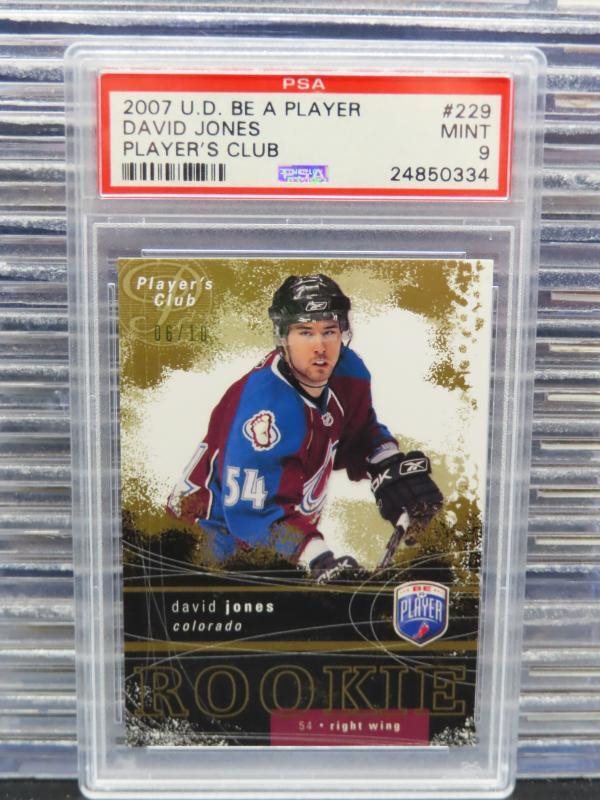 PSA
2007 U.D. BE A PLAYER #229
DAVID JONES MINT
PLAYER'S CLUB 9
PSA 24850334
Player's
Club
06/10
54
david jones
colorado
BE
A
PLAYER
ROOKIE
54 • right wing